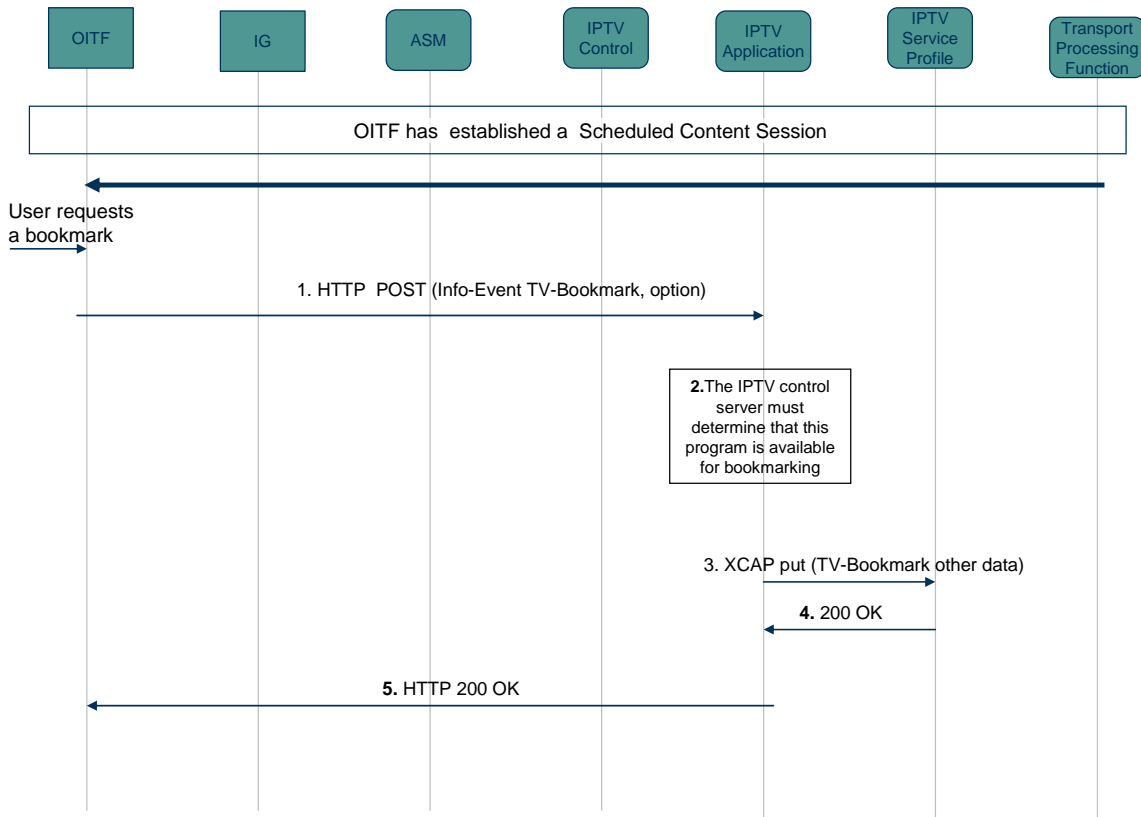 OITF
IG
ASM
IPTV
Control
IPTV
Application
IPTV
Service
Profile
Transport
Processing
Function
OITF has established a Scheduled Content Session
User requests
a bookmark
1. HTTP POST (Info-Event TV-Bookmark, option)
2.The IPTV control
server must
determine that this
program is available
for bookmarking
3. XCAP put (TV-Bookmark other data)
4. 200 OK
5. HTTP 200 OK